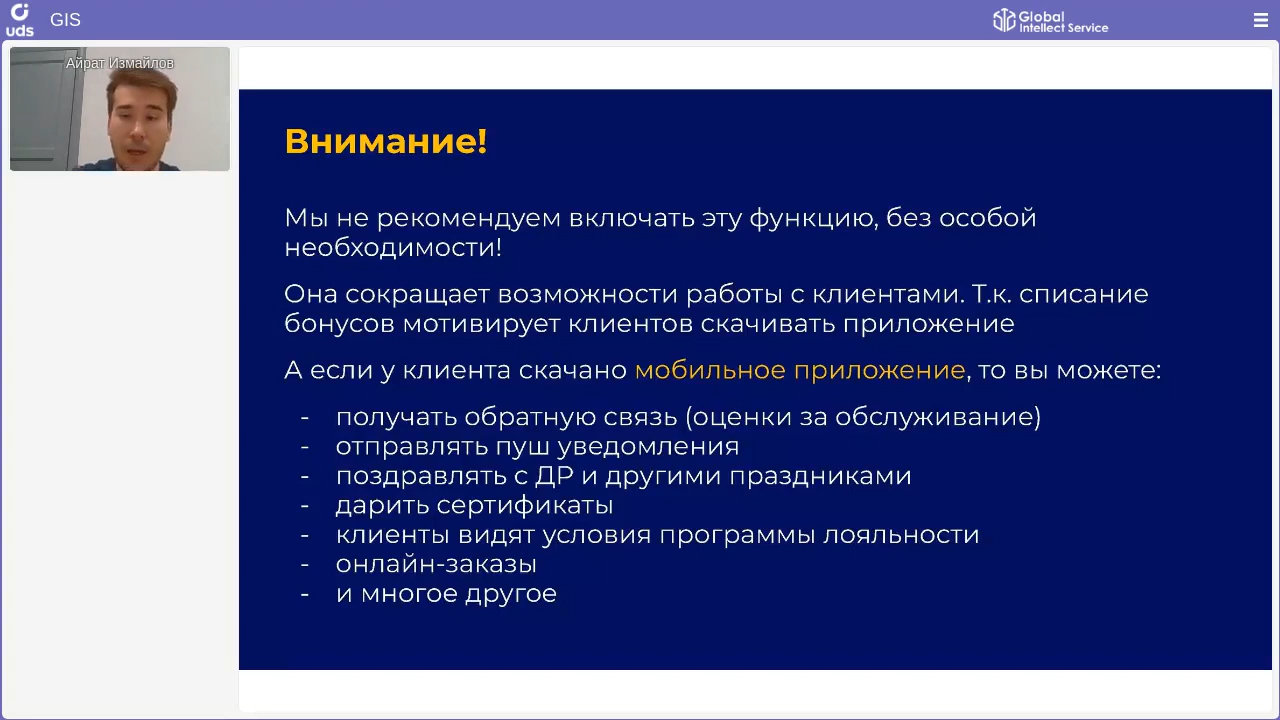 uds
GIS
Global
Intellect Service
Айрат Измайлов
Внимание!
Мы не рекомендуем включать эту функцию, без особой
необходимости!
Она сокращает возможности работы с клиентами. Т.к. списание
бонусов мотивирует клиентов скачивать приложение
А если у клиента скачано мобильное приложение, то вы можете:
- получать обратную связь (оценки за обслуживание)
- отправлять пуш уведомления
- поздравлять с ДР и другими праздниками
- дарить сертификаты
- клиенты видят условия программы лояльности
- онлайн-заказы
- и многое другое